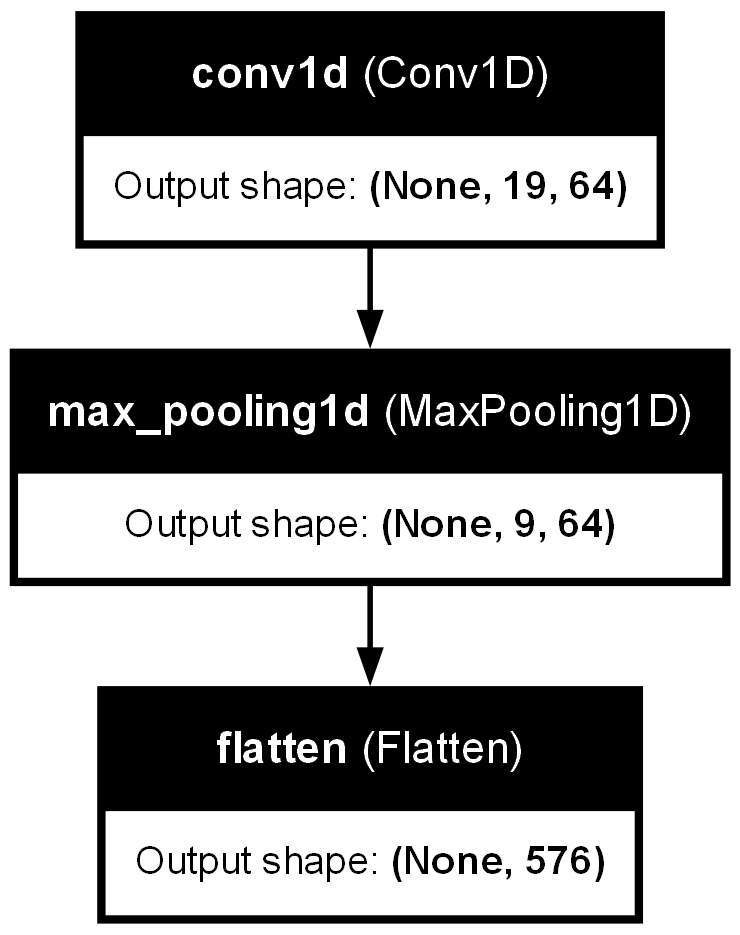 conv1d (Conv1D)
Output shape: (None, 19, 64)
max_pooling1d (MaxPooling1D)
Output shape: (None, 9, 64)
flatten (Flatten)
Output shape: (None, 576)